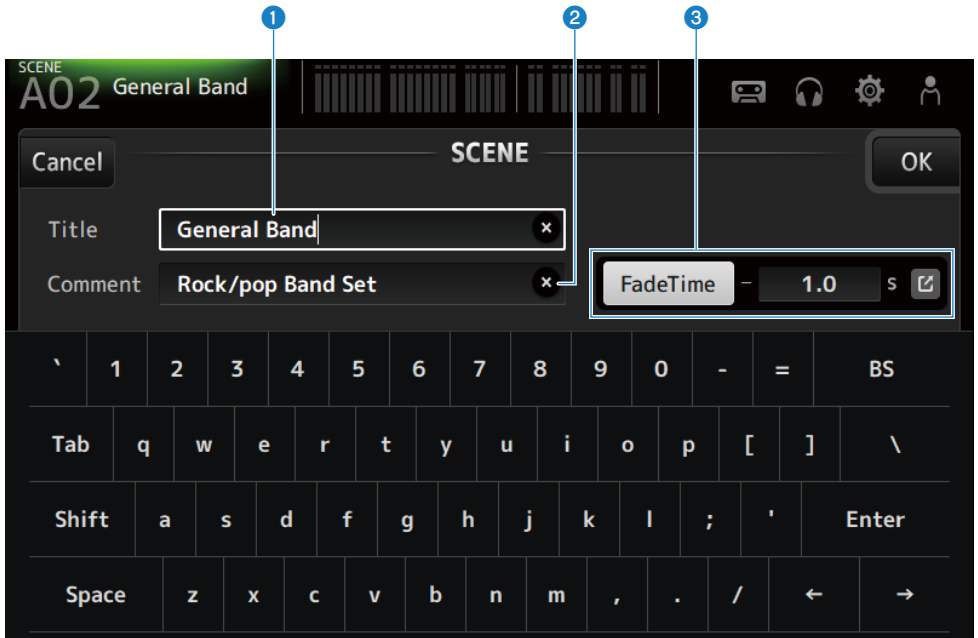 1 2 3
SCENE
A02 General Band
Cancel SCENE OK
Title General Band
Comment Rock/pop Band Set FadeTime – 1.0 s
` 1 2 3 4 5 6 7 8 9 0 - = BS
Tab q w e r t y u i o p [ ] \
Shift a s d f g h j k l ; ' Enter
Space z x c v b n m , . / ← →